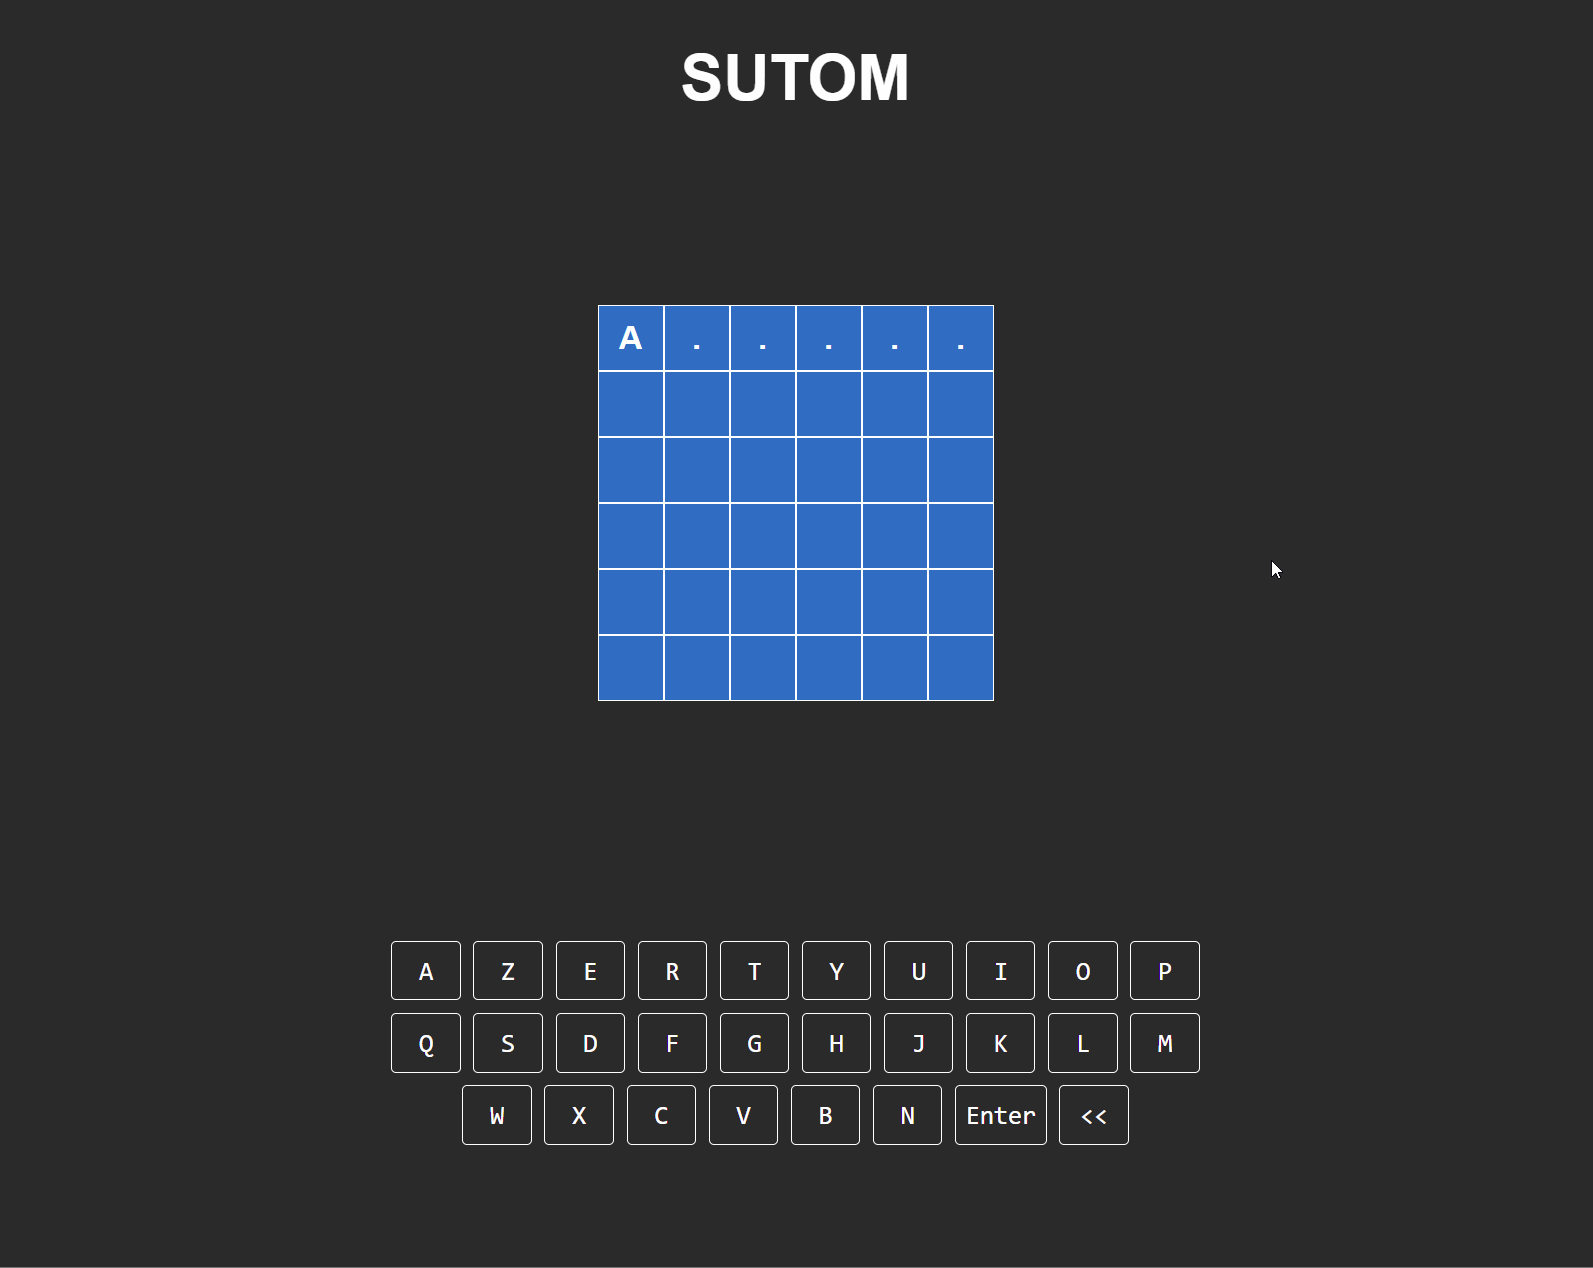 SUTOM
A . . . . .
A Z E R T Y U I O P
Q S D F G H J K L M
W X C V B N Enter <<